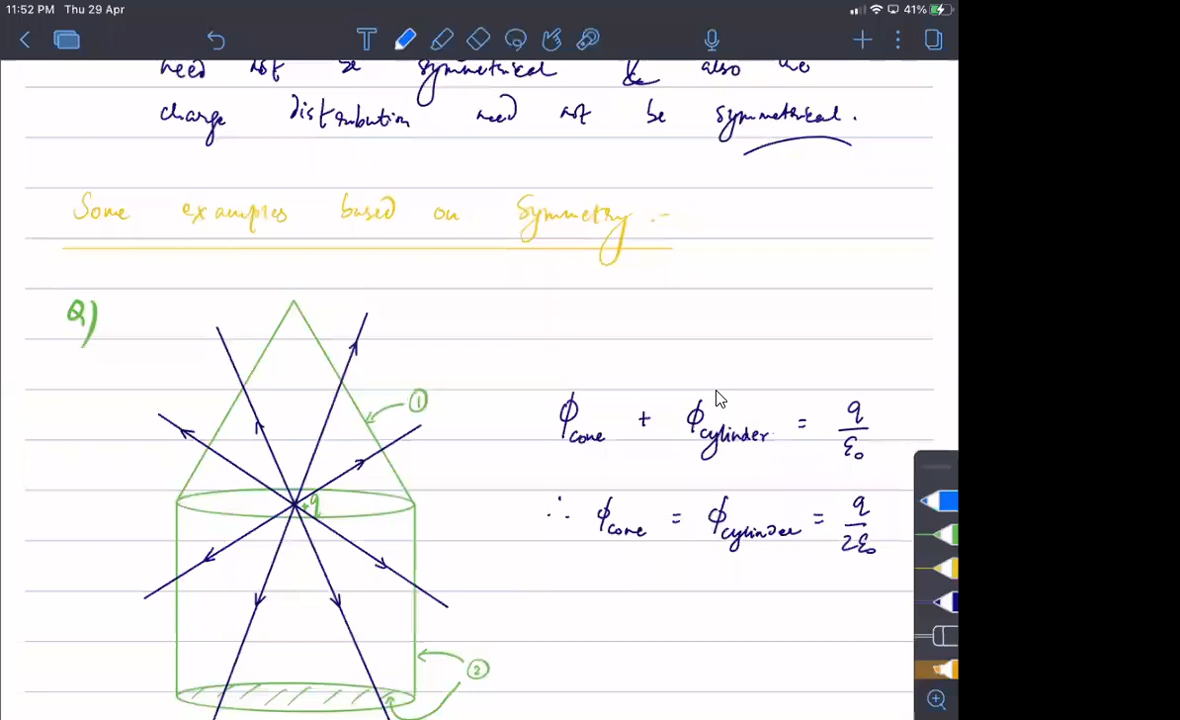 11:52 PM Thu 29 Apr
41%
need not be symmetrical & also the
charge distribution need not be symmetrical.
Some examples based on Symmetry :-
Q)
①
ϕcone + ϕcylinder = q/ε₀
+q
∴ ϕcone = ϕcylinder = q/2ε₀
②